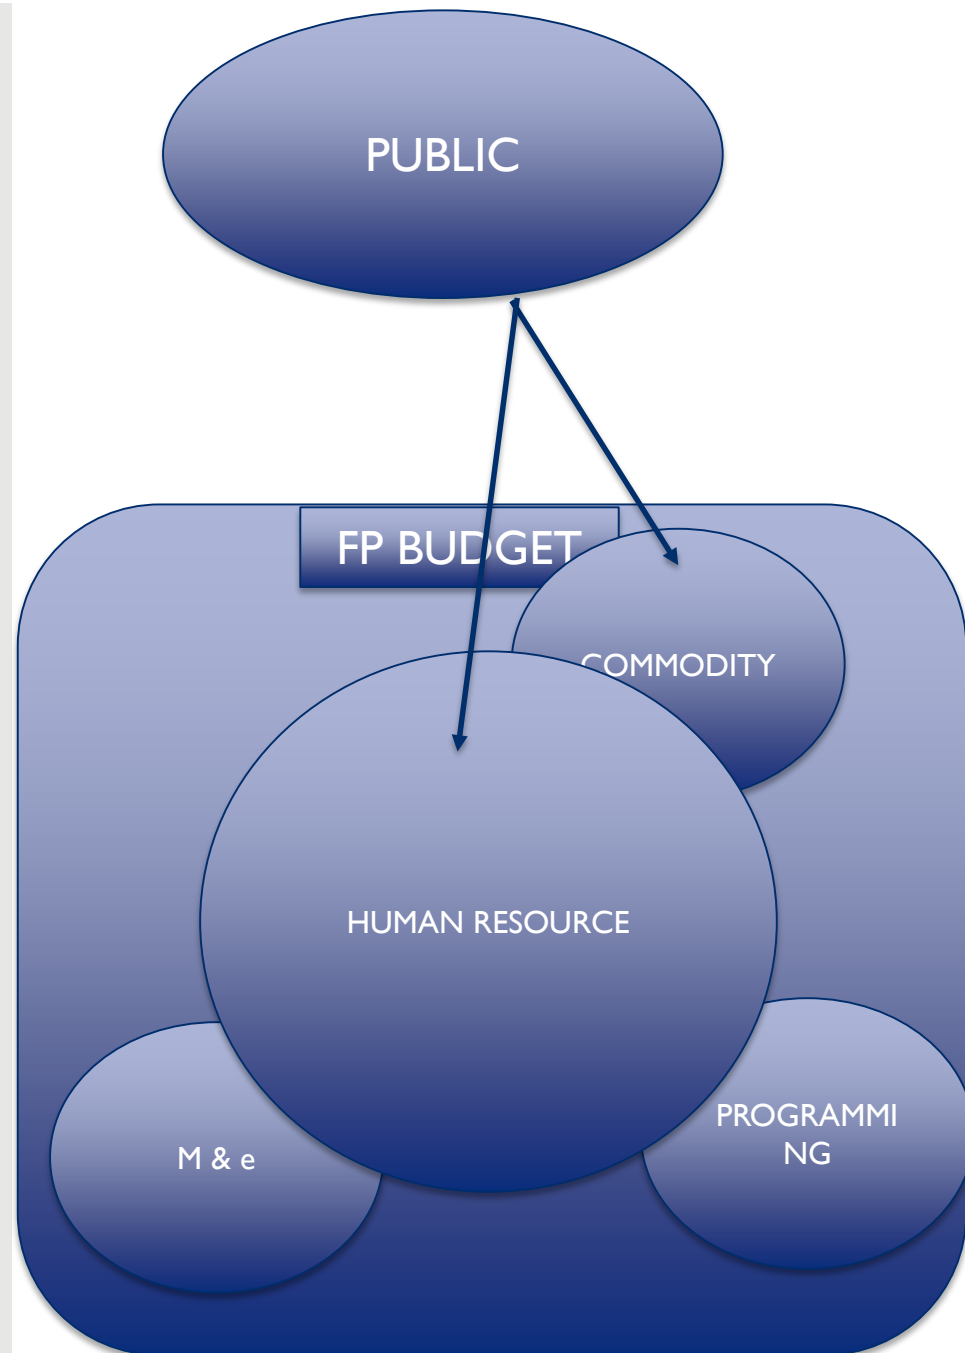 PUBLIC
FP BUDGET
COMMODITY
HUMAN RESOURCE
M & e
PROGRAMMI
NG